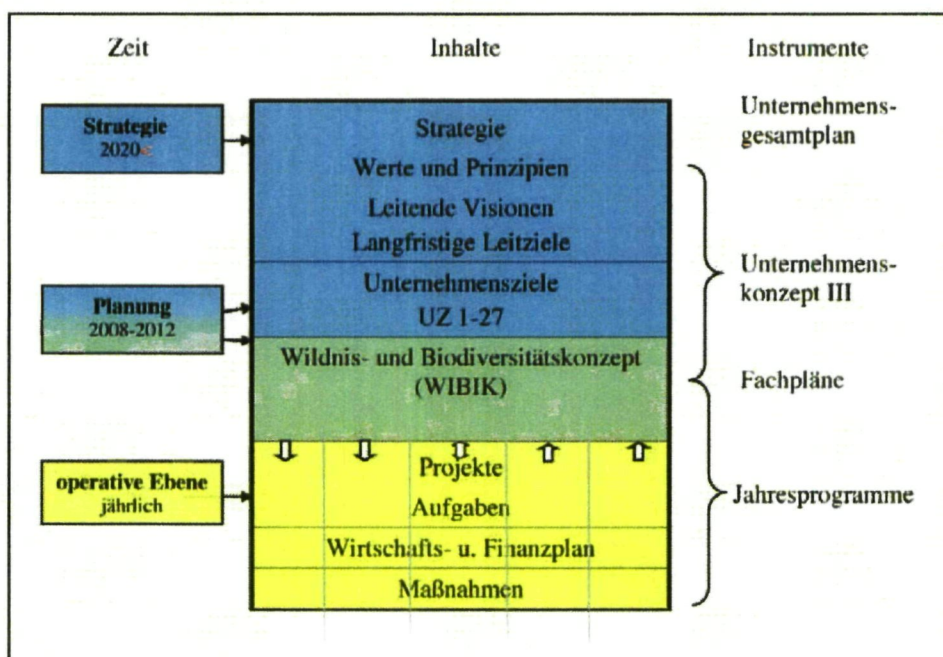 Zeit
Inhalte
Instrumente
Strategie
2020
Strategie
Werte und Prinzipien
Leitende Visionen
Langfristige Leitziele
Unternehmens-
gesamtplan
Planung
2008-2012
Unternehmensziele
UZ 1-27
Unternehmens-
konzept III
Wildnis- und Biodiversitätskonzept
(WIBIK)
Fachpläne
operative Ebene
jährlich
Projekte
Aufgaben
Wirtschafts- u. Finanzplan
Maßnahmen
Jahresprogramme